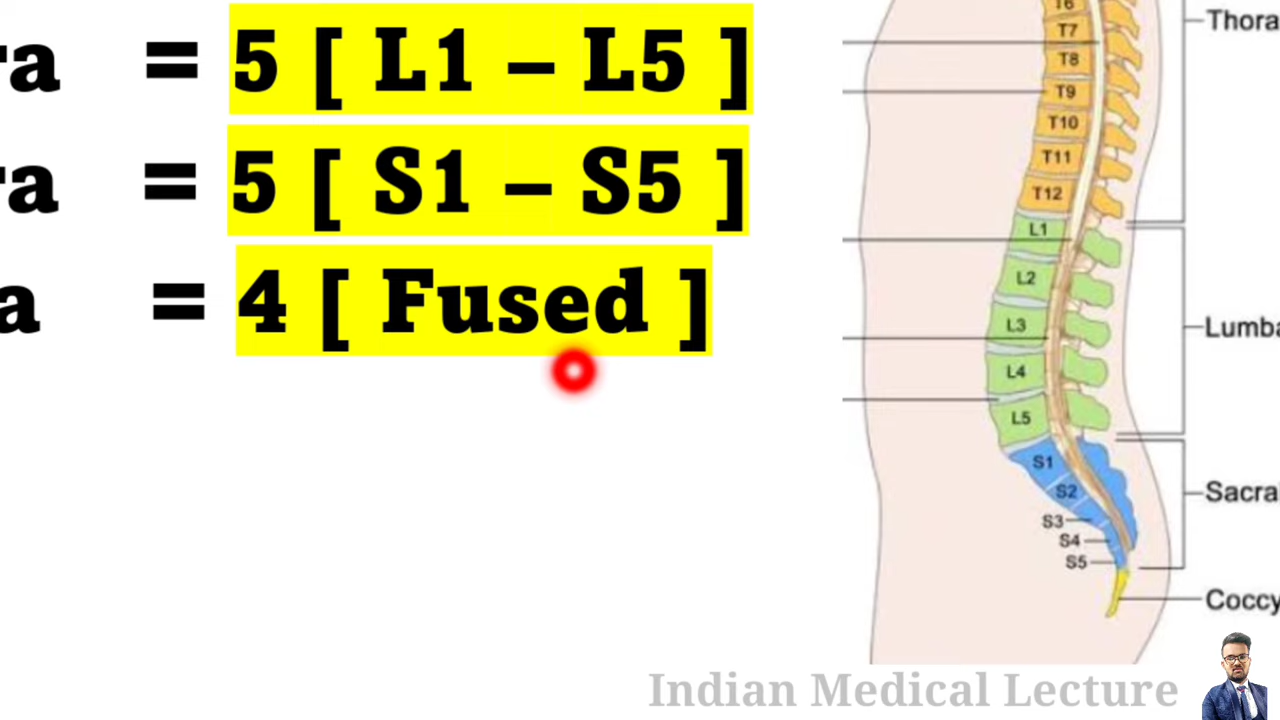 ra = 5 [ L1 – L5 ]
ra = 5 [ S1 – S5 ]
a = 4 [ Fused ]
T6
Thora
T7
T8
T9
T10
T11
T12
L1
L2
L3
Lumba
L4
L5
S1
S2
Sacra
S3
S4
S5
Coccy
Indian Medical Lecture